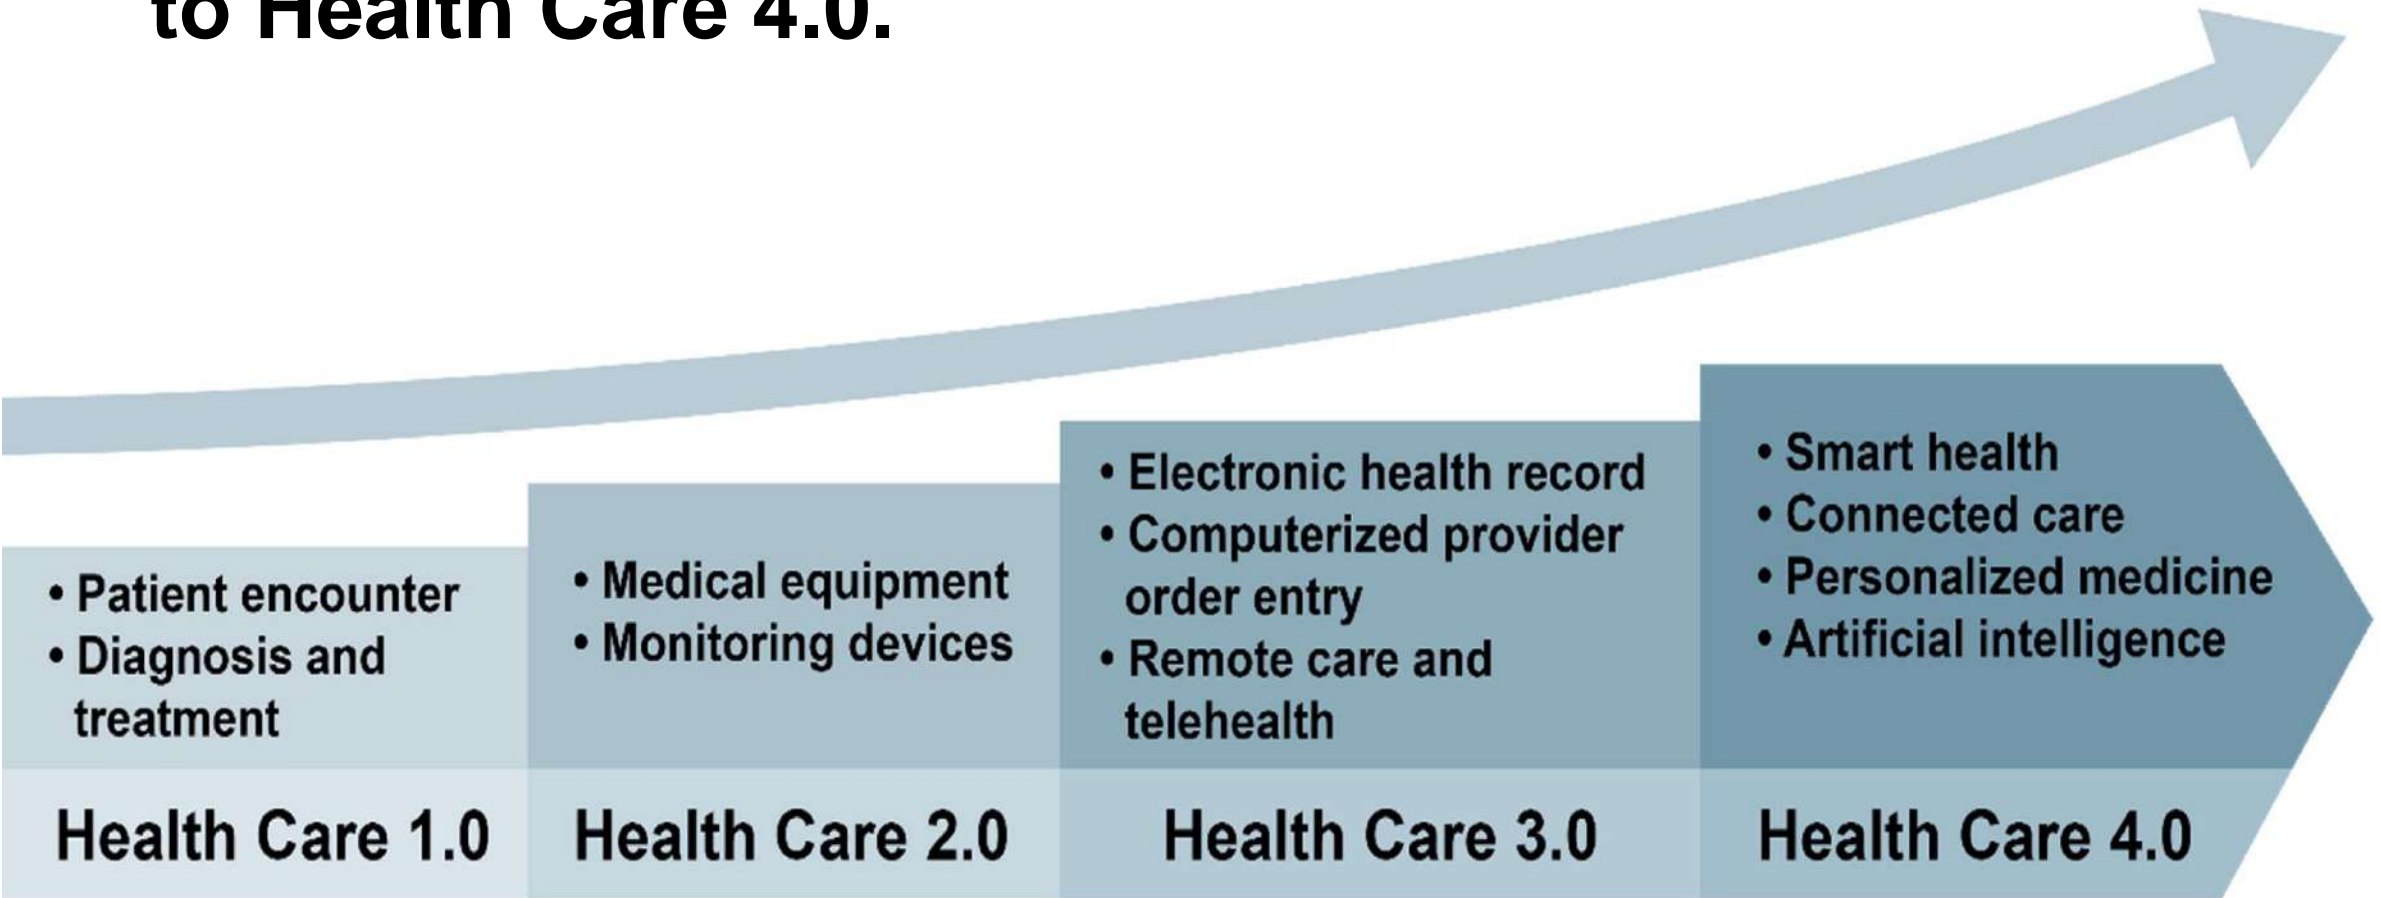 to Health Care 4.0.
• Patient encounter
• Diagnosis and
treatment
Health Care 1.0
• Medical equipment
• Monitoring devices
Health Care 2.0
• Electronic health record
• Computerized provider
order entry
• Remote care and
telehealth
Health Care 3.0
• Smart health
• Connected care
• Personalized medicine
• Artificial intelligence
Health Care 4.0